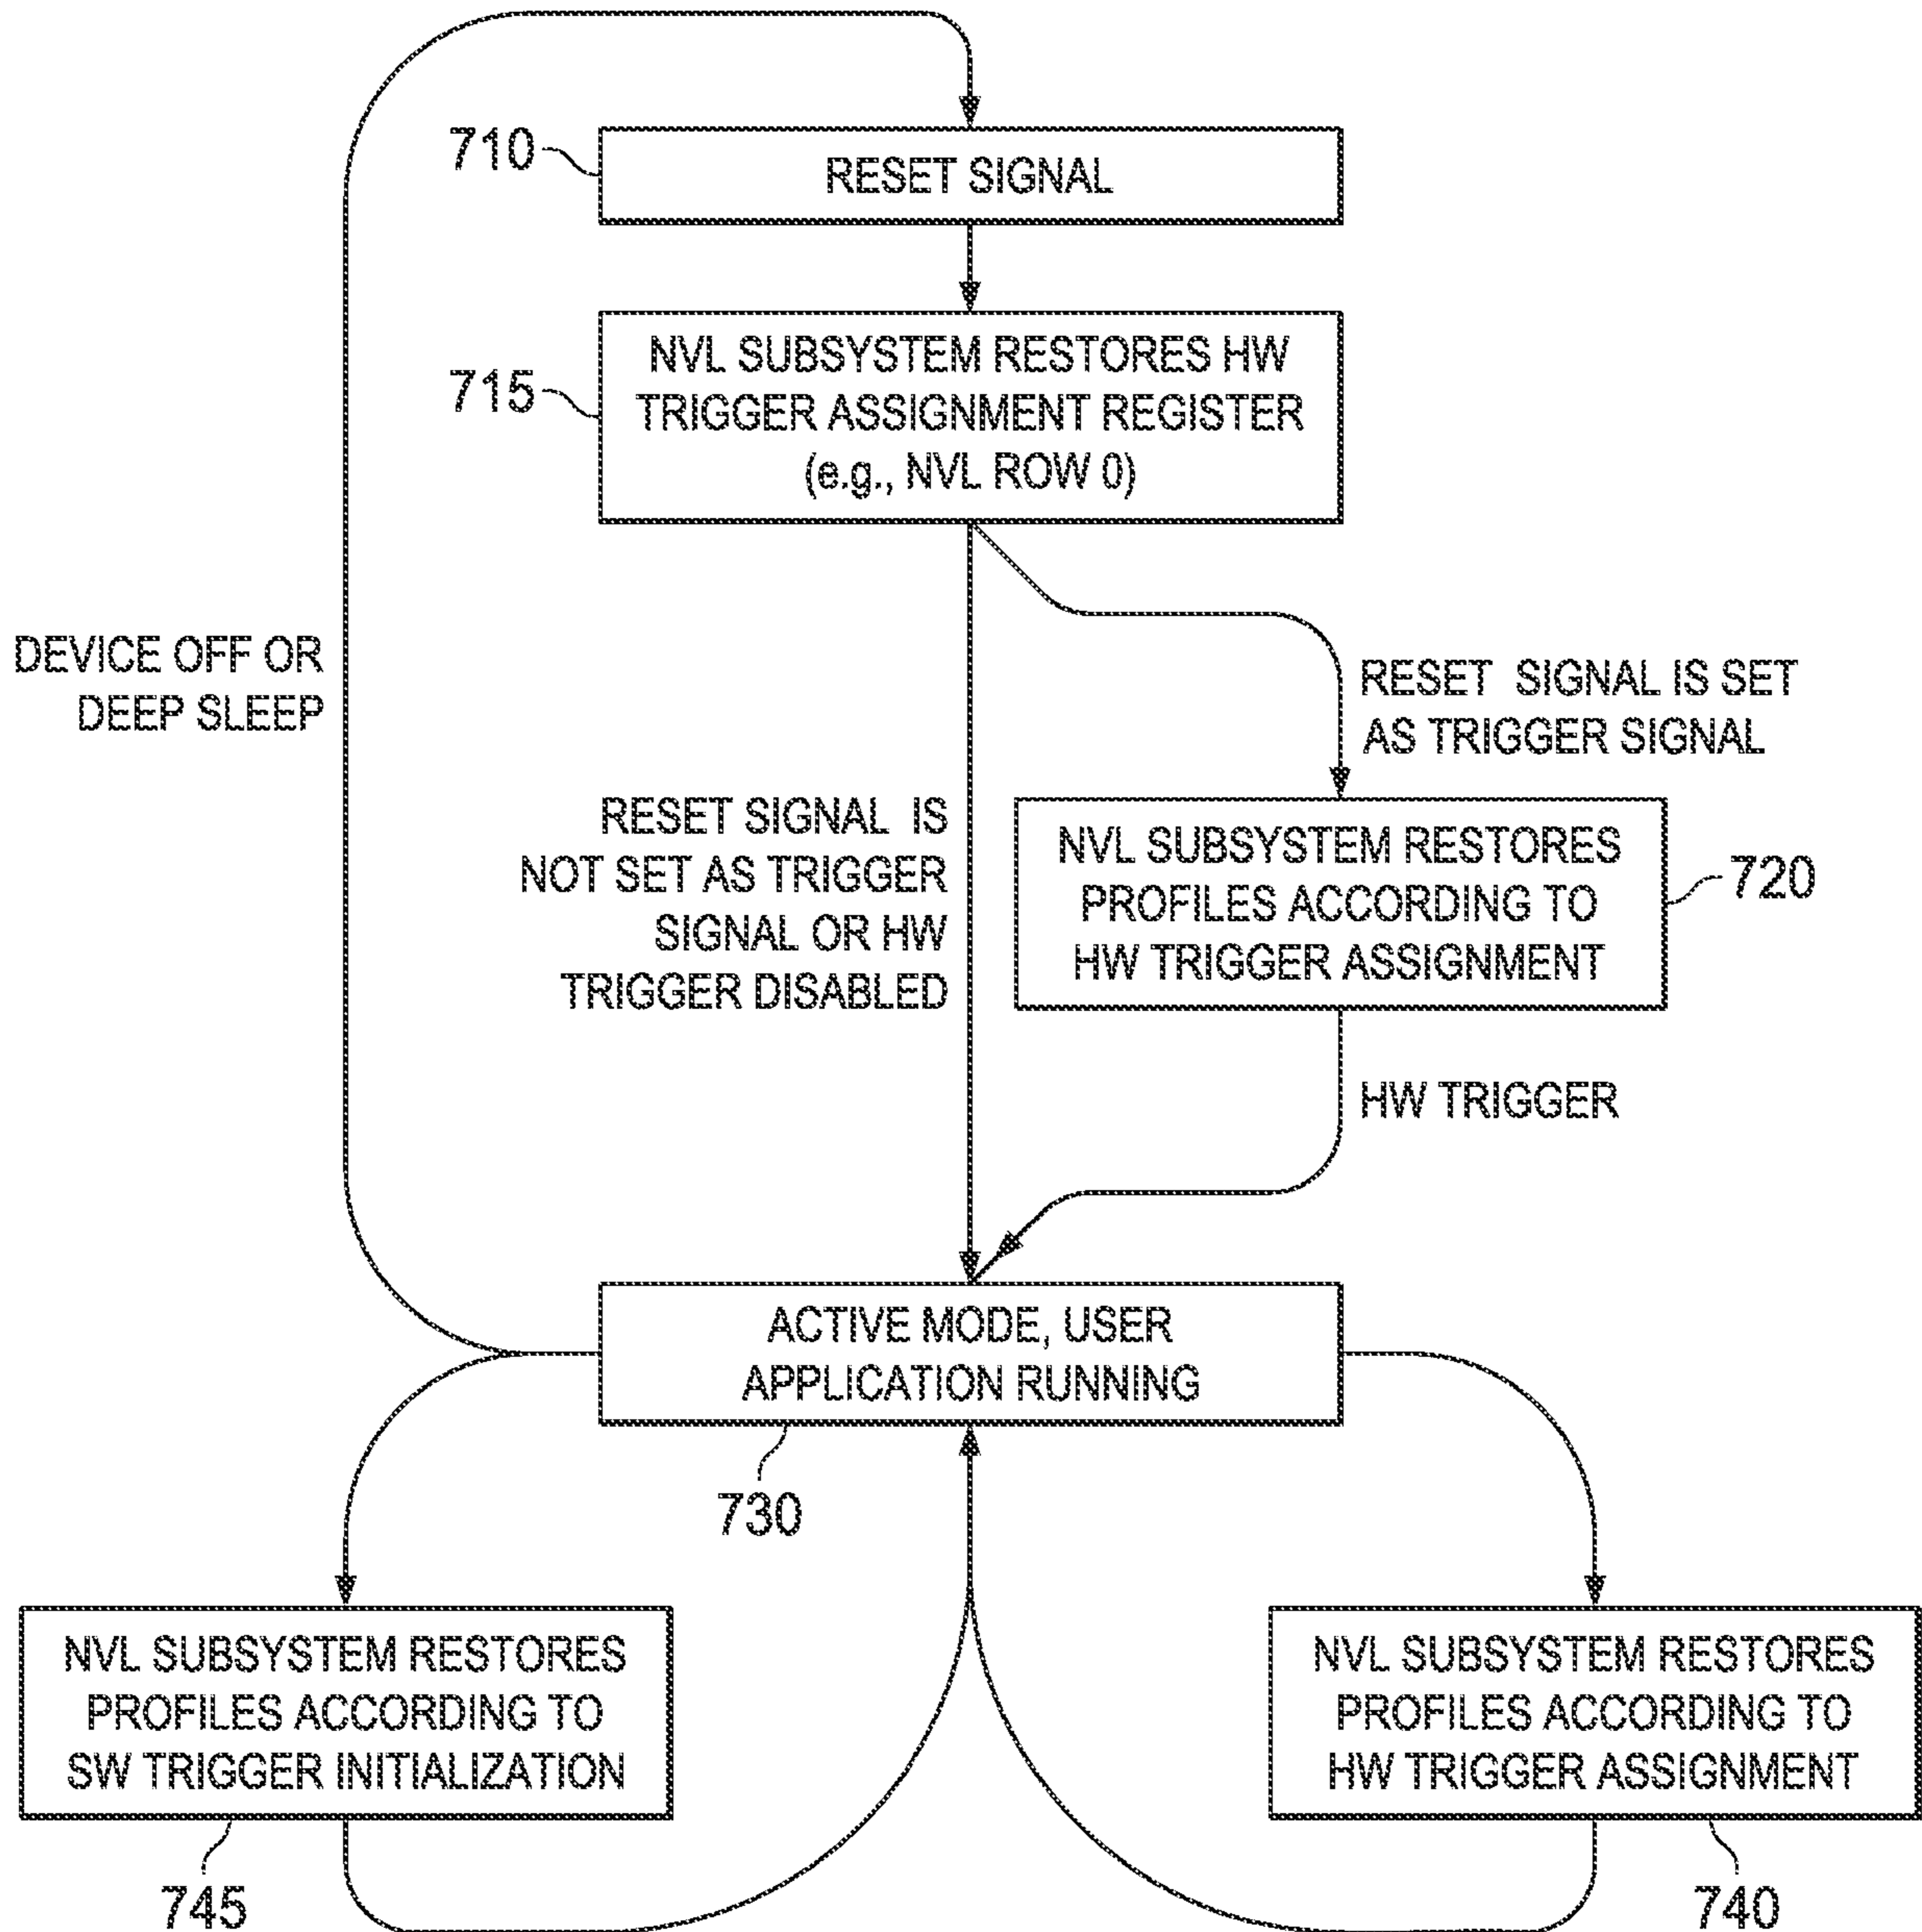 710
RESET SIGNAL
715
NVL SUBSYSTEM RESTORES HW
TRIGGER ASSIGNMENT REGISTER
(e.g., NVL ROW 0)
DEVICE OFF OR
DEEP SLEEP
RESET SIGNAL IS SET
AS TRIGGER SIGNAL
RESET SIGNAL IS
NOT SET AS TRIGGER
SIGNAL OR HW
TRIGGER DISABLED
NVL SUBSYSTEM RESTORES
PROFILES ACCORDING TO
HW TRIGGER ASSIGNMENT
720
HW TRIGGER
ACTIVE MODE, USER
APPLICATION RUNNING
730
NVL SUBSYSTEM RESTORES
PROFILES ACCORDING TO
SW TRIGGER INITIALIZATION
745
NVL SUBSYSTEM RESTORES
PROFILES ACCORDING TO
HW TRIGGER ASSIGNMENT
740